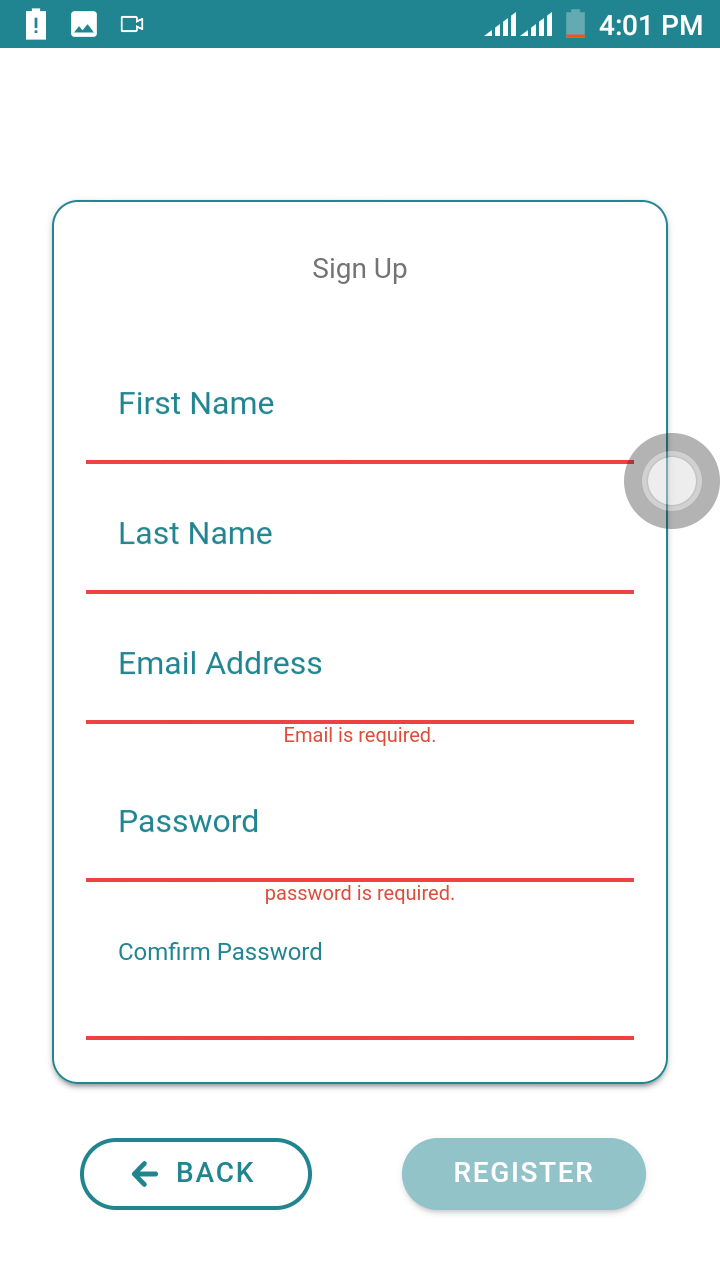 4:01 PM
Sign Up
First Name
Last Name
Email Address
Email is required.
Password
password is required.
Comfirm Password
BACK
REGISTER